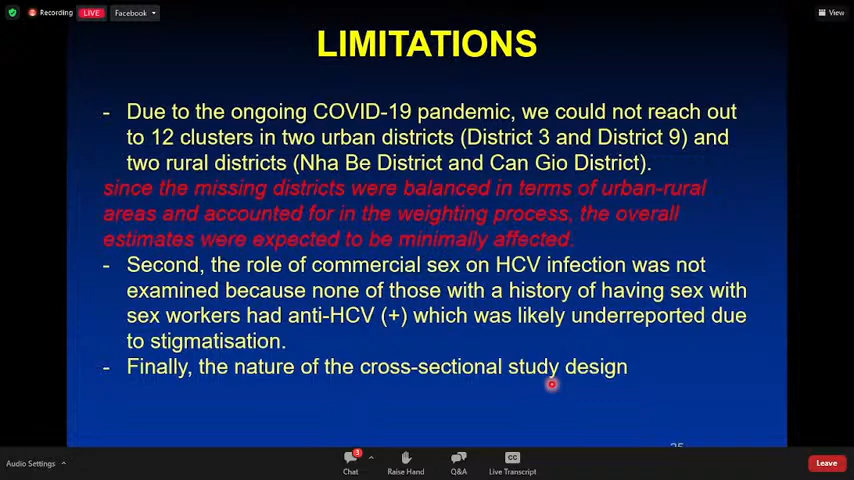 Recording
LIVE
Facebook
View
LIMITATIONS
- Due to the ongoing COVID-19 pandemic, we could not reach out
to 12 clusters in two urban districts (District 3 and District 9) and
two rural districts (Nha Be District and Can Gio District).
since the missing districts were balanced in terms of urban-rural
areas and accounted for in the weighting process, the overall
estimates were expected to be minimally affected.
- Second, the role of commercial sex on HCV infection was not
examined because none of those with a history of having sex with
sex workers had anti-HCV (+) which was likely underreported due
to stigmatisation.
- Finally, the nature of the cross-sectional study design
Audio Settings
3
Chat
Raise Hand
Q&A
CC
Live Transcript
Leave